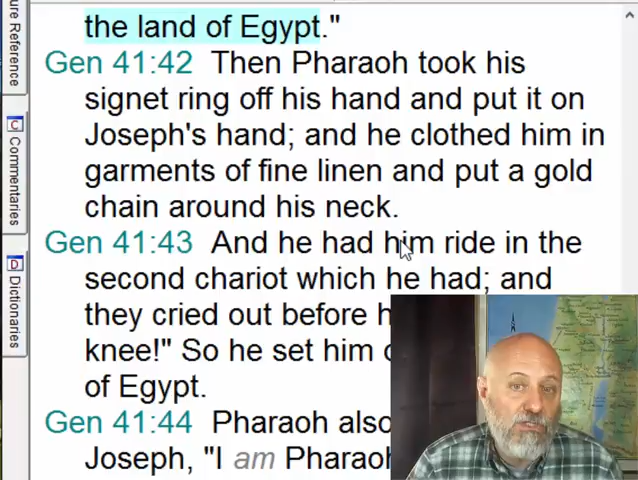 the land of Egypt."
Gen 41:42 Then Pharaoh took his
signet ring off his hand and put it on
Joseph's hand; and he clothed him in
garments of fine linen and put a gold
chain around his neck.
Gen 41:43 And he had him ride in the
second chariot which he had; and
they cried out before
knee!" So he set him
of Egypt.
Gen 41:44 Pharaoh also
Joseph, "I am Pharaoh
Reference
Commentaries
Dictionaries